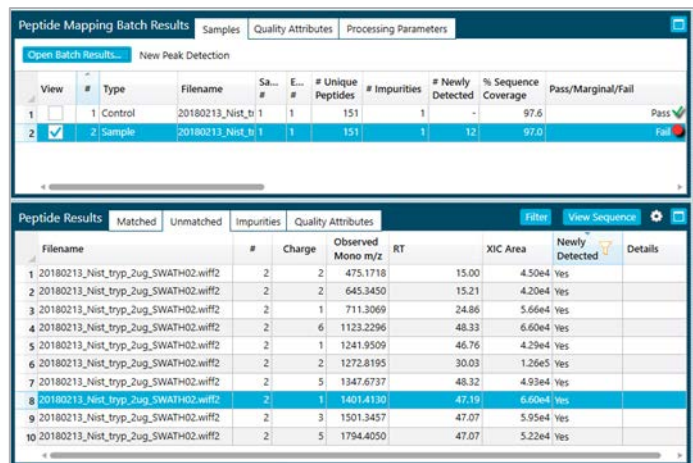 Peptide Mapping Batch Results Samples Quality Attributes Processing Parameters
Open Batch Results... New Peak Detection
View # Type Filename Sa... # E... # # Unique Peptides # Impurities # Newly Detected % Sequence Coverage Pass/Marginal/Fail
1 1 Control 20180213_Nist_tr 1 1 151 1 - 97.6 Pass
2 2 Sample 20180213_Nist_tr 1 1 151 1 12 97.0 Fail
Peptide Results Matched Unmatched Impurities Quality Attributes Filter View Sequence
Filename # Charge Observed Mono m/z RT XIC Area Newly Detected Details
1 20180213_Nist_tryp_2ug_SWATH02.wiff2 2 2 475.1718 15.00 4.50e4 Yes
2 20180213_Nist_tryp_2ug_SWATH02.wiff2 2 2 645.3450 15.21 4.20e4 Yes
3 20180213_Nist_tryp_2ug_SWATH02.wiff2 2 1 711.3069 24.86 5.66e4 Yes
4 20180213_Nist_tryp_2ug_SWATH02.wiff2 2 6 1123.2296 48.33 6.60e4 Yes
5 20180213_Nist_tryp_2ug_SWATH02.wiff2 2 1 1241.9509 46.76 4.29e4 Yes
6 20180213_Nist_tryp_2ug_SWATH02.wiff2 2 2 1272.8195 30.03 1.26e5 Yes
7 20180213_Nist_tryp_2ug_SWATH02.wiff2 2 5 1347.6737 48.32 4.93e4 Yes
8 20180213_Nist_tryp_2ug_SWATH02.wiff2 2 1 1401.4130 47.19 6.60e4 Yes
9 20180213_Nist_tryp_2ug_SWATH02.wiff2 2 3 1501.3457 47.07 5.95e4 Yes
10 20180213_Nist_tryp_2ug_SWATH02.wiff2 2 5 1794.4050 47.07 5.22e4 Yes